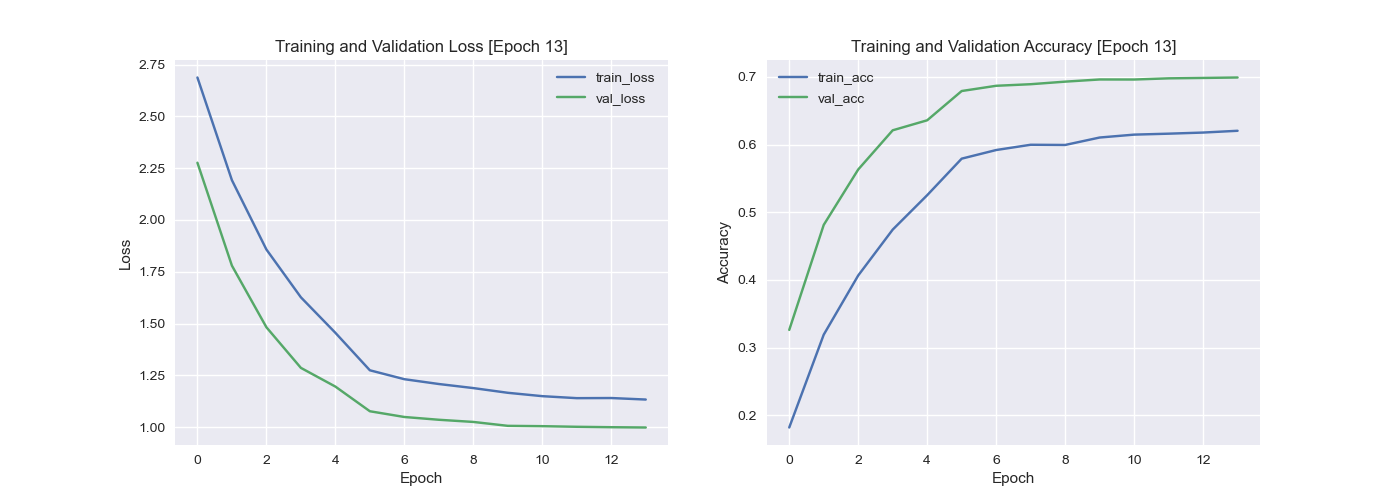 Training and Validation Loss [Epoch 13]
train_loss
val_loss
2.75
2.50
2.25
2.00
1.75
1.50
1.25
1.00
Loss
0 2 4 6 8 10 12
Epoch
Training and Validation Accuracy [Epoch 13]
train_acc
val_acc
0.7
0.6
0.5
0.4
0.3
0.2
Accuracy
0 2 4 6 8 10 12
Epoch